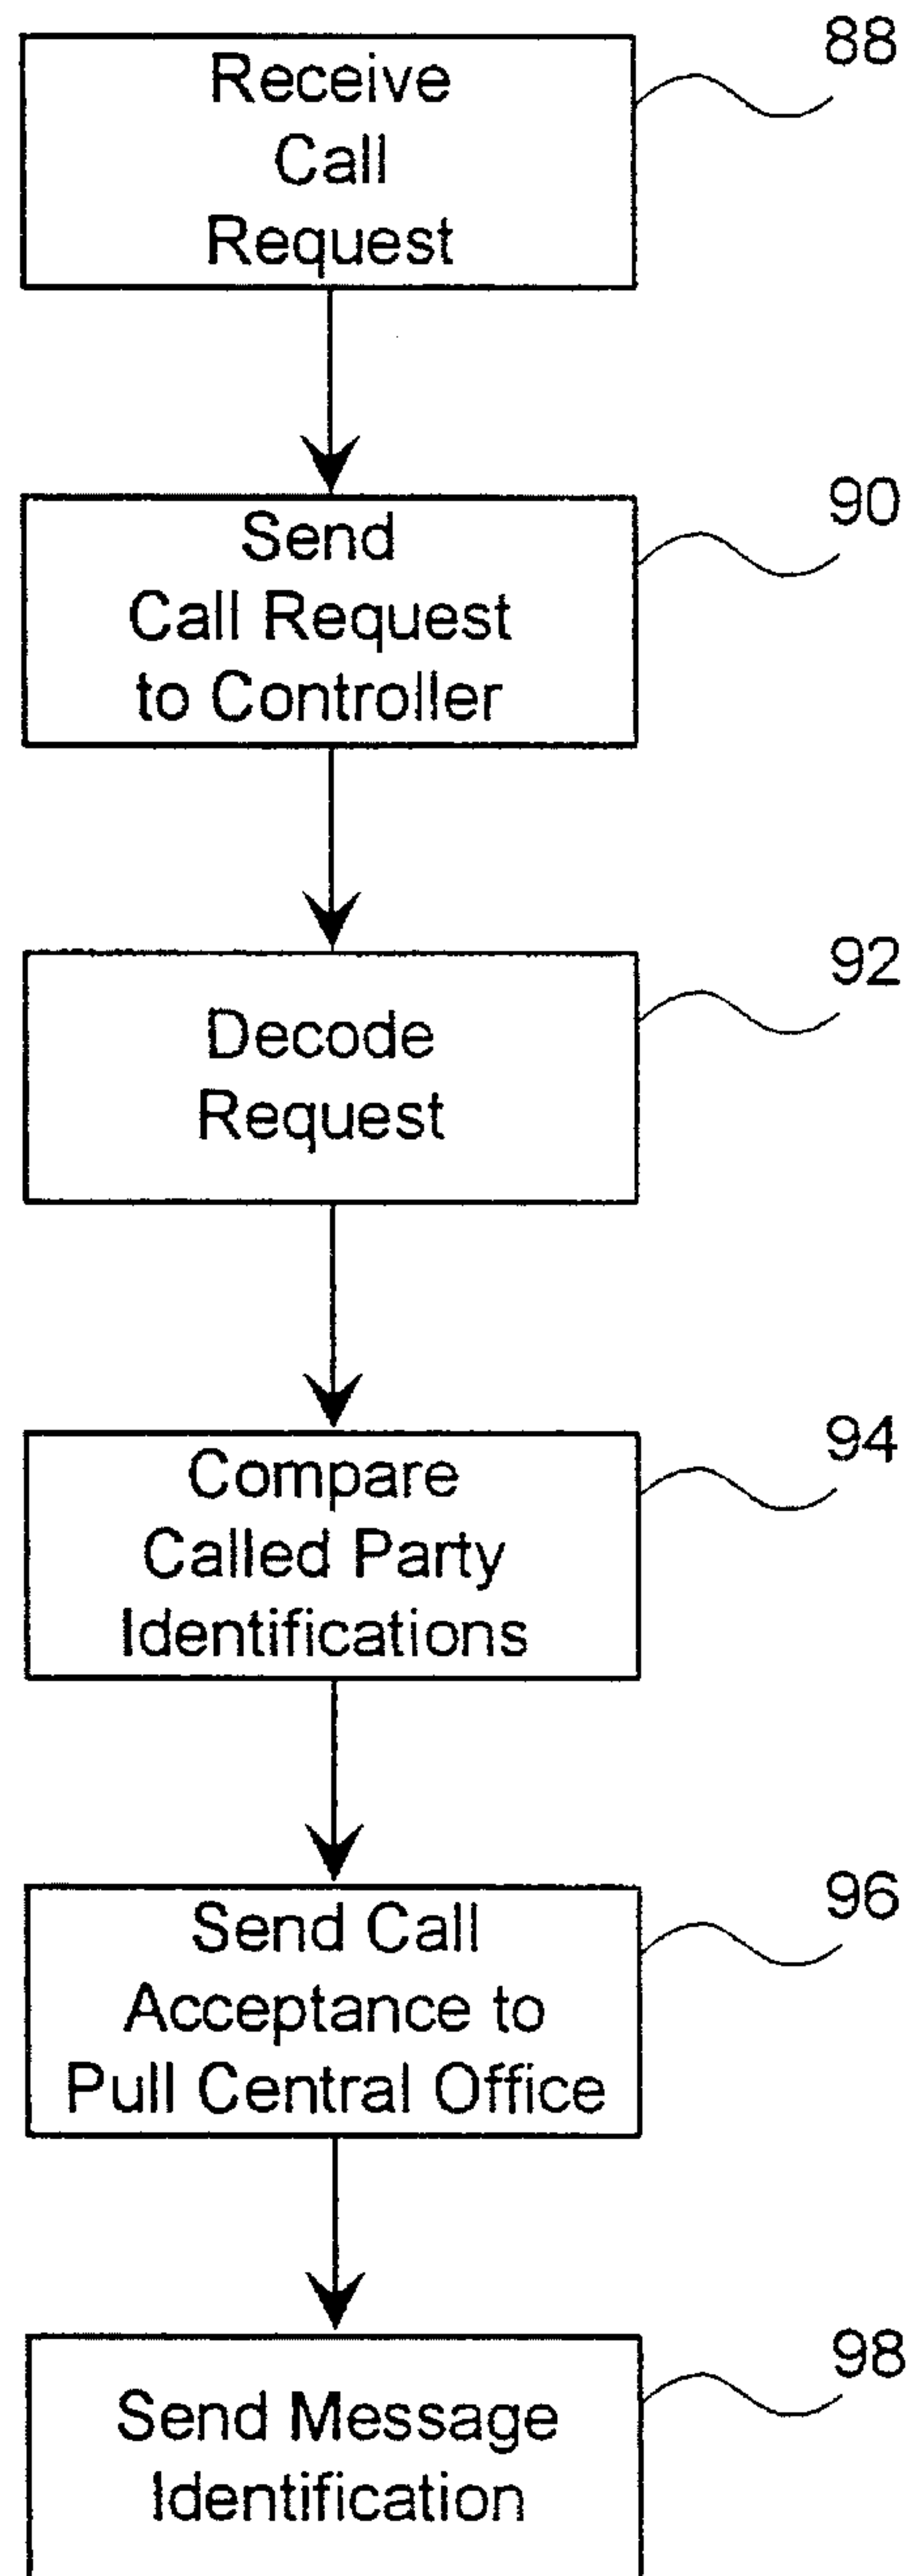 88
Receive
Call
Request
90
Send
Call Request
to Controller
92
Decode
Request
94
Compare
Called Party
Identifications
96
Send Call
Acceptance to
Pull Central Office
98
Send Message
Identification